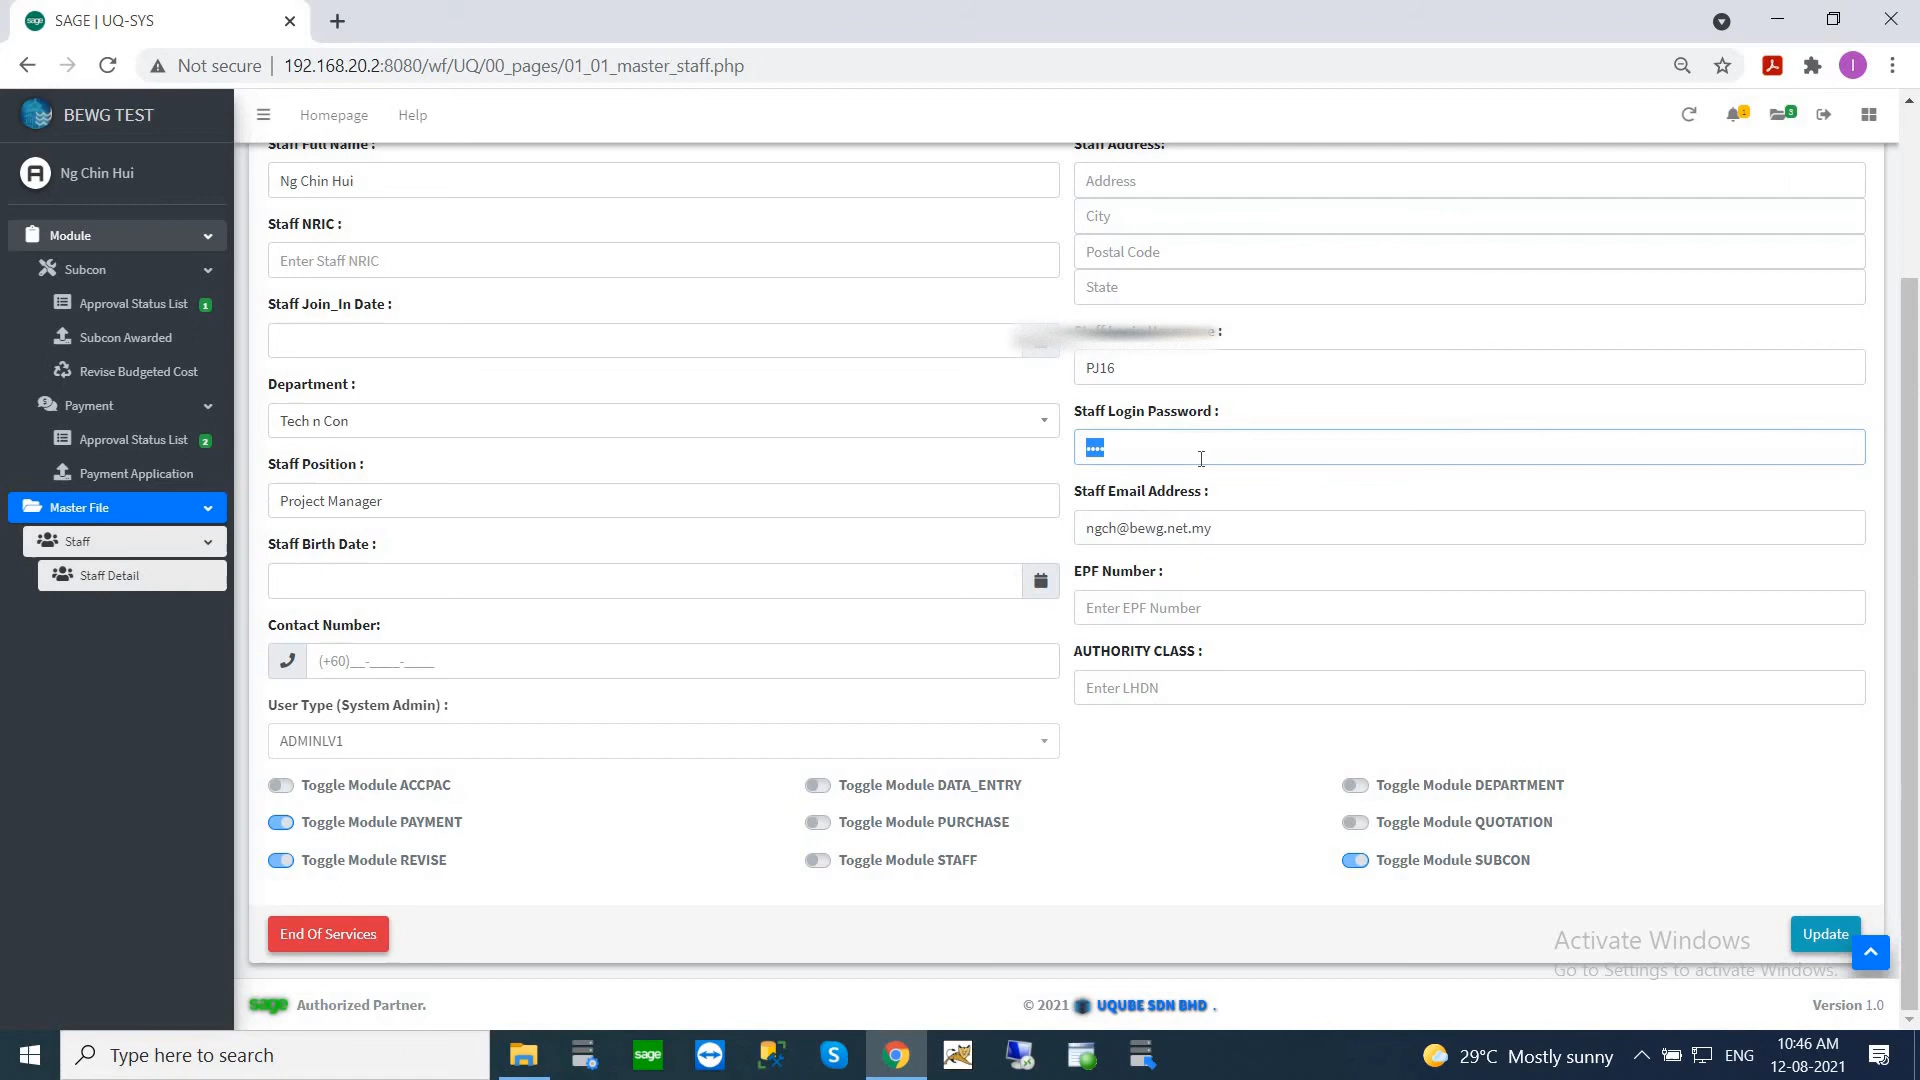 SAGE | UQ-SYS
Not secure
192.168.20.2:8080/wf/UQ/00_pages/01_01_master_staff.php
I
BEWG TEST
Homepage
Help
1
3
Ng Chin Hui
Module
Subcon
Approval Status List 1
Subcon Awarded
Revise Budgeted Cost
Payment
Approval Status List 2
Payment Application
Master File
Staff
Staff Detail
Staff Full Name :
Ng Chin Hui
Staff NRIC :
Enter Staff NRIC
Staff Join_In Date :
Department :
Tech n Con
Staff Position :
Project Manager
Staff Birth Date :
Contact Number:
(+60)__-____-____
User Type (System Admin) :
ADMINLV1
Staff Address:
Address
City
Postal Code
State
:
PJ16
Staff Login Password :
••••
Staff Email Address :
ngch@bewg.net.my
EPF Number :
Enter EPF Number
AUTHORITY CLASS :
Enter LHDN
Toggle Module ACCPAC
Toggle Module DATA_ENTRY
Toggle Module DEPARTMENT
Toggle Module PAYMENT
Toggle Module PURCHASE
Toggle Module QUOTATION
Toggle Module REVISE
Toggle Module STAFF
Toggle Module SUBCON
End Of Services
Update
Activate Windows
Go to Settings to activate Windows.
sage Authorized Partner.
© 2021 UQUBE SDN BHD .
Version 1.0
Type here to search
sage
29°C Mostly sunny
ENG
10:46 AM
12-08-2021